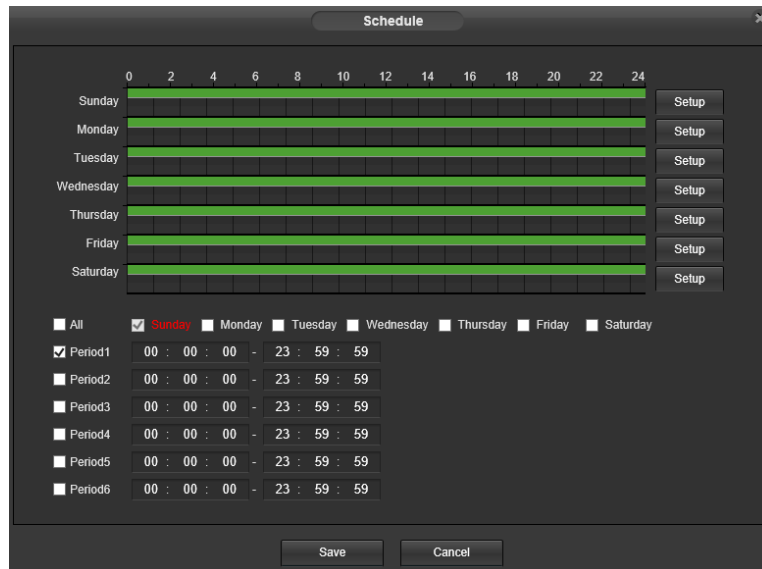 Schedule
0 2 4 6 8 10 12 14 16 18 20 22 24
Sunday Setup
Monday Setup
Tuesday Setup
Wednesday Setup
Thursday Setup
Friday Setup
Saturday Setup
All Sunday Monday Tuesday Wednesday Thursday Friday Saturday
Period1 00 : 00 : 00 - 23 : 59 : 59
Period2 00 : 00 : 00 - 23 : 59 : 59
Period3 00 : 00 : 00 - 23 : 59 : 59
Period4 00 : 00 : 00 - 23 : 59 : 59
Period5 00 : 00 : 00 - 23 : 59 : 59
Period6 00 : 00 : 00 - 23 : 59 : 59
Save Cancel